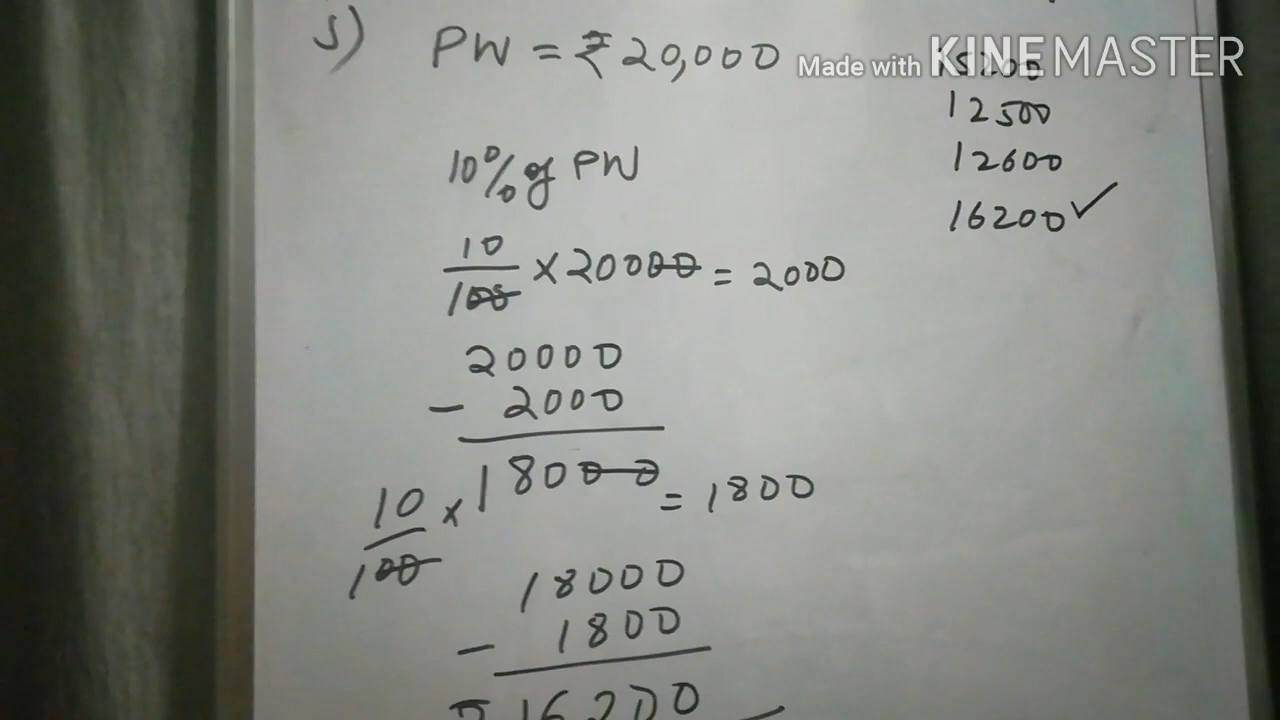 5) PW = ₹ 20,000
Made with KINEMASTER
15200
12500
12600
16200 ✓
10% of PW
10/100 × 20000 = 2000
20000
- 2000
10/100 × 18000 = 1800
18000
- 1800
₹ 16200